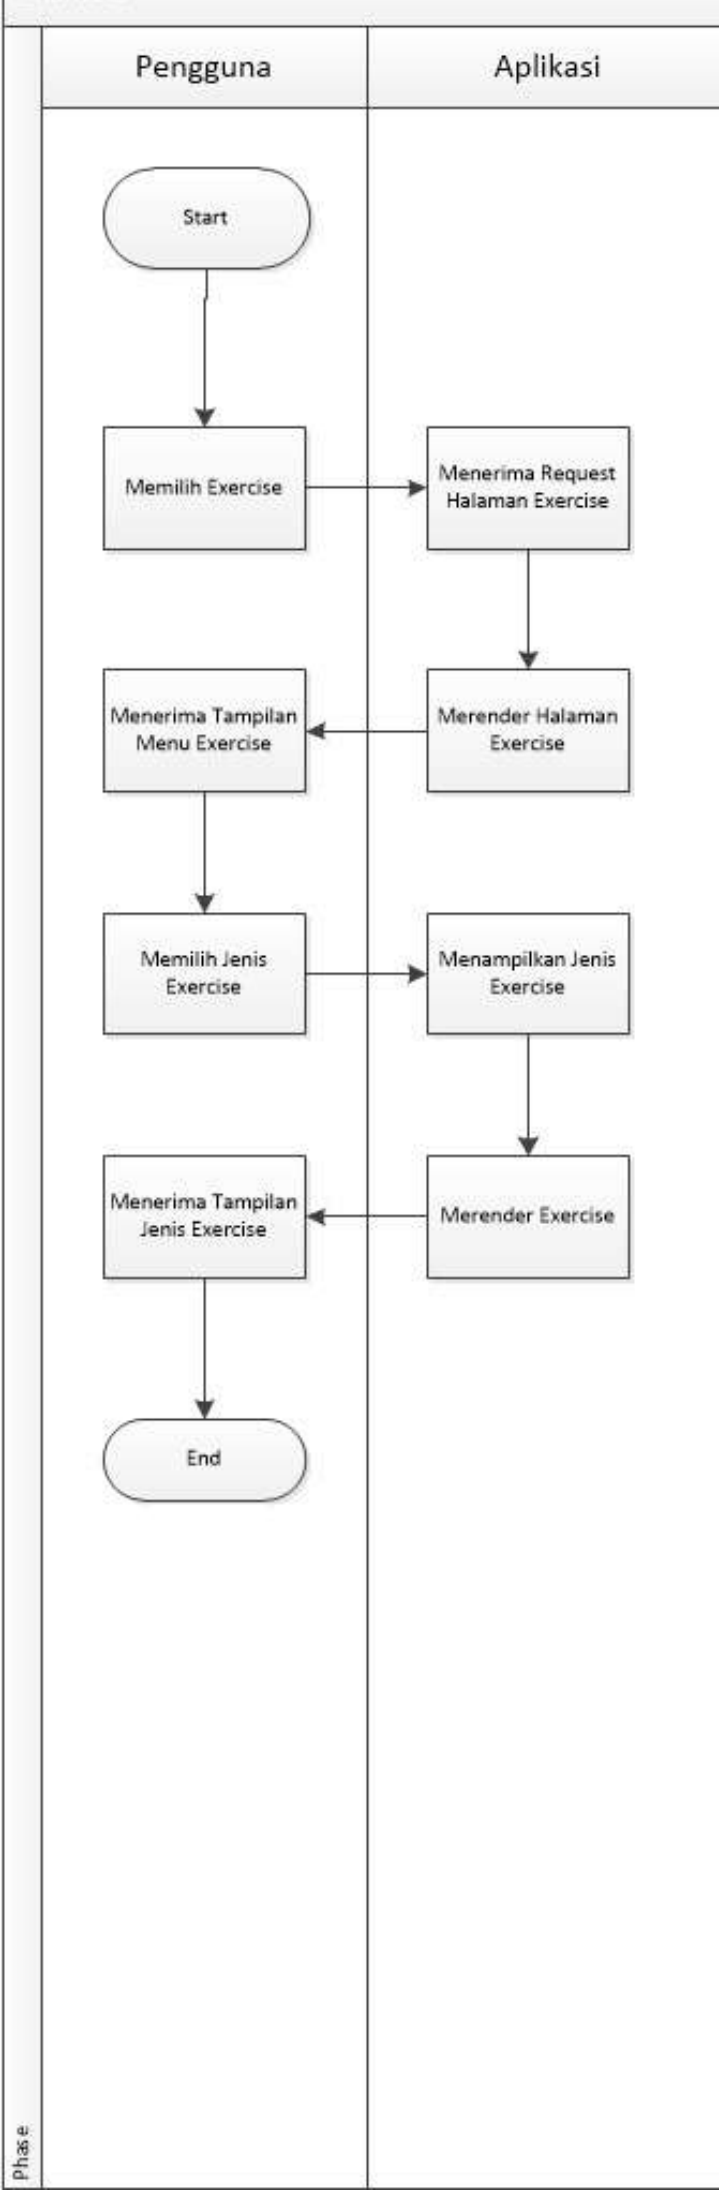 Pengguna
Aplikasi
Start
Memilih Exercise
Menerima Request
Halaman Exercise
Merender Halaman
Exercise
Menerima Tampilan
Menu Exercise
Memilih Jenis
Exercise
Menampilkan Jenis
Exercise
Merender Exercise
Menerima Tampilan
Jenis Exercise
End
Phase